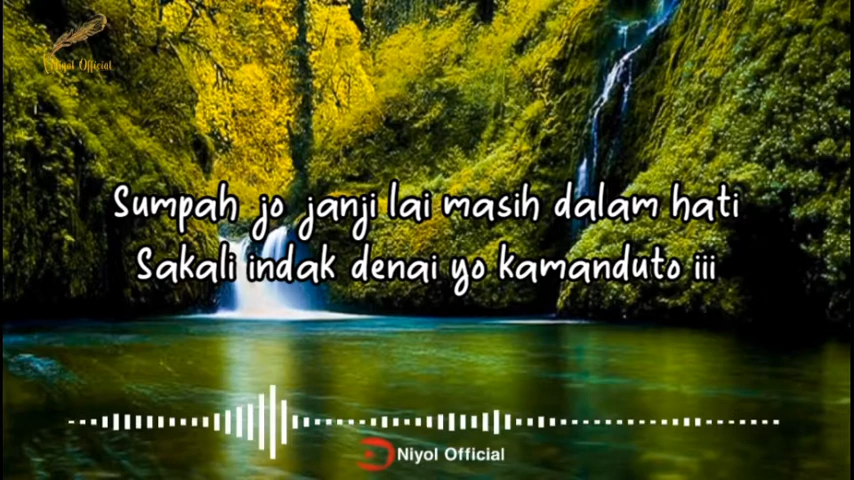 Niyol Official
Sumpah jo janji lai masih dalam hati
Sakali indak denai yo kamanduto iii
Niyol Official